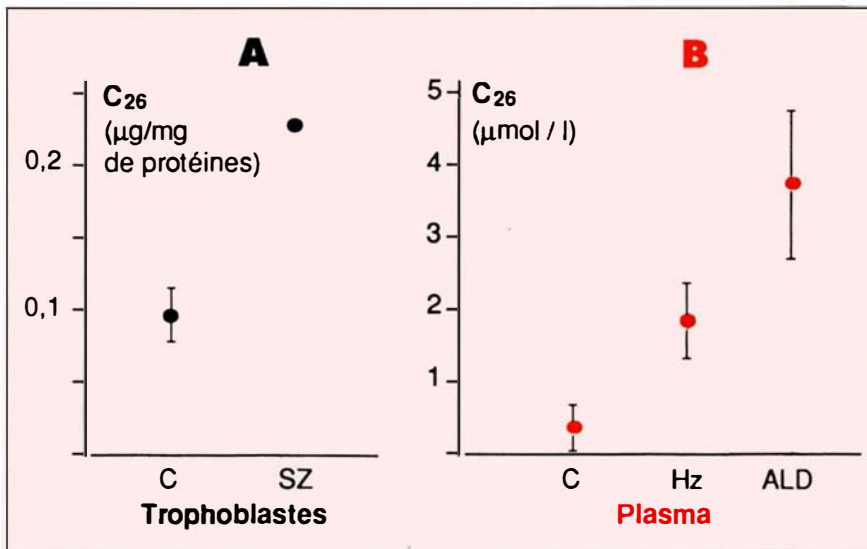 A
C26
(µg/mg
de protéines)
0,2
0,1
C SZ
Trophoblastes
B
C26
(µmol / l)
5
4
3
2
1
C Hz ALD
Plasma